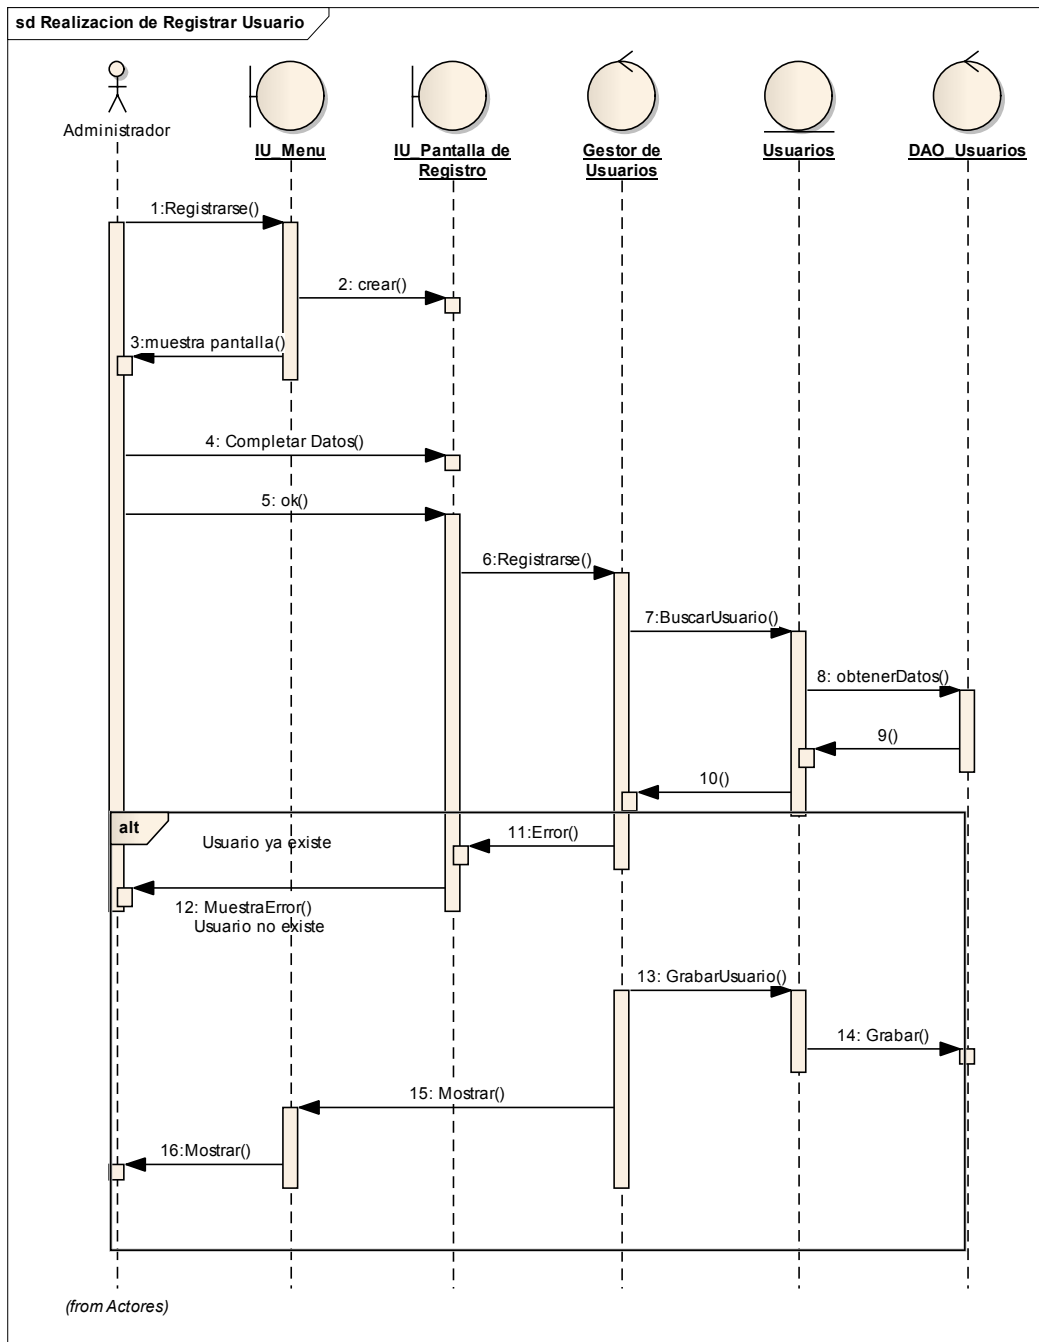 sd Realizacion de Registrar Usuario
Administrador
IU_Menu
IU_Pantalla de
Registro
Gestor de
Usuarios
Usuarios
DAO_Usuarios
1:Registrarse()
2: crear()
3:muestra pantalla()
4: Completar Datos()
5: ok()
6:Registrarse()
7:BuscarUsuario()
8: obtenerDatos()
9()
10()
alt
Usuario ya existe
11:Error()
12: MuestraError()
Usuario no existe
13: GrabarUsuario()
14: Grabar()
15: Mostrar()
16:Mostrar()
(from Actores)